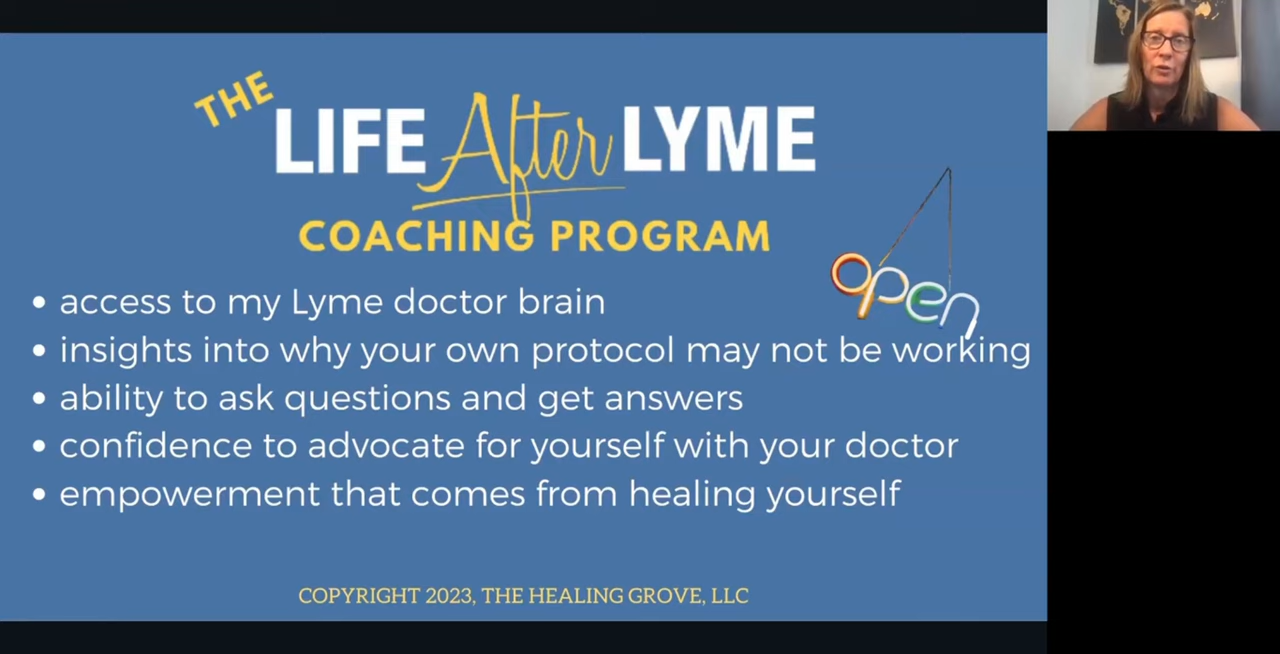 THE
LIFE After LYME
COACHING PROGRAM
open
• access to my Lyme doctor brain
• insights into why your own protocol may not be working
• ability to ask questions and get answers
• confidence to advocate for yourself with your doctor
• empowerment that comes from healing yourself
COPYRIGHT 2023, THE HEALING GROVE, LLC